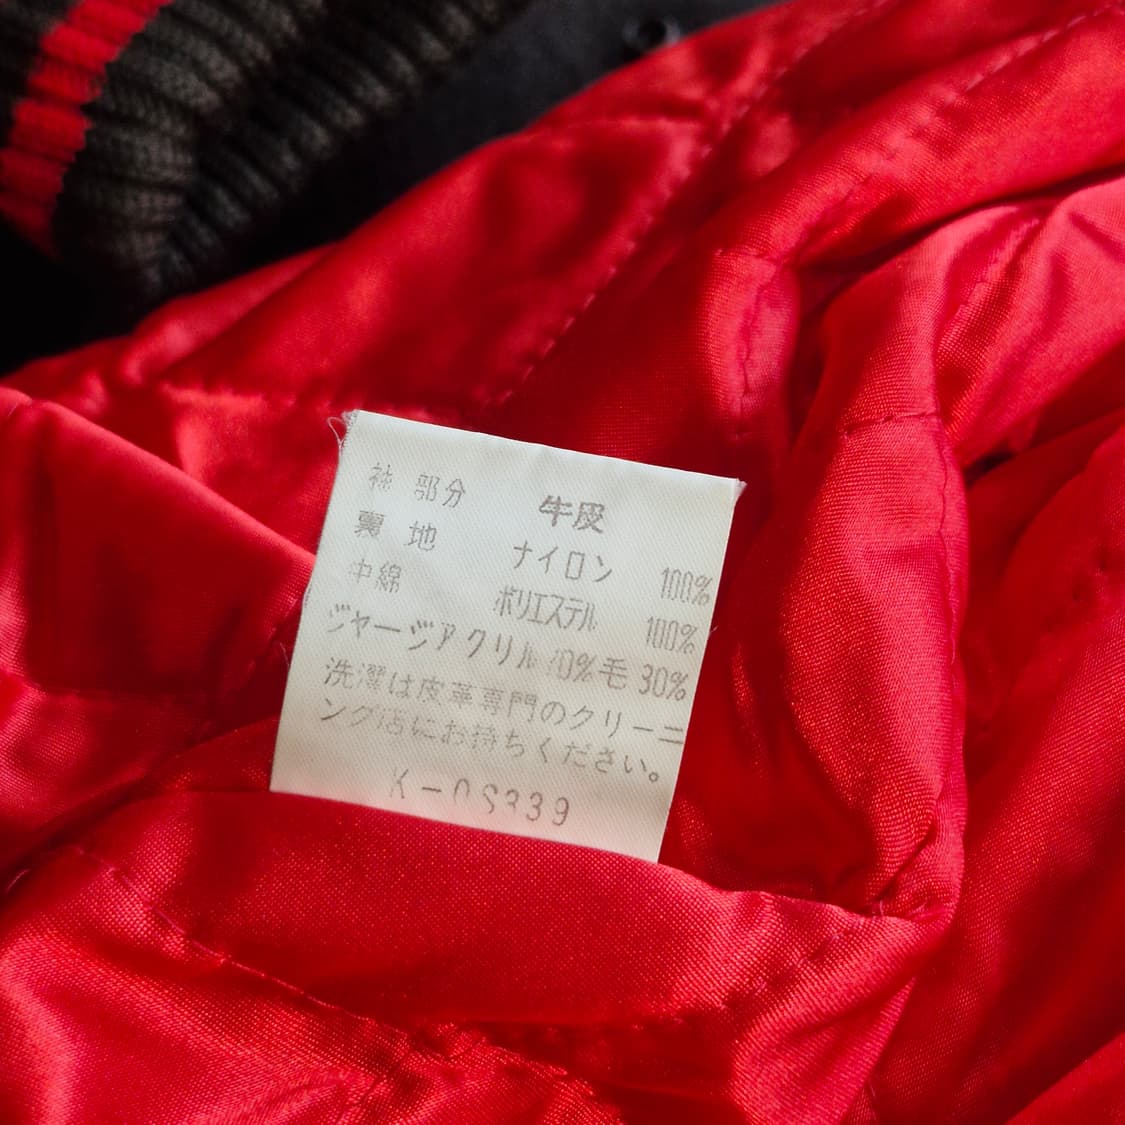 袖 部分 牛皮
裏 地 ナイロン 100%
中綿 ポリエステル 100%
ジャージアクリル 70%毛 30%
洗濯は皮革専門のクリーニ
ング店にお持ちください。
K-0S339